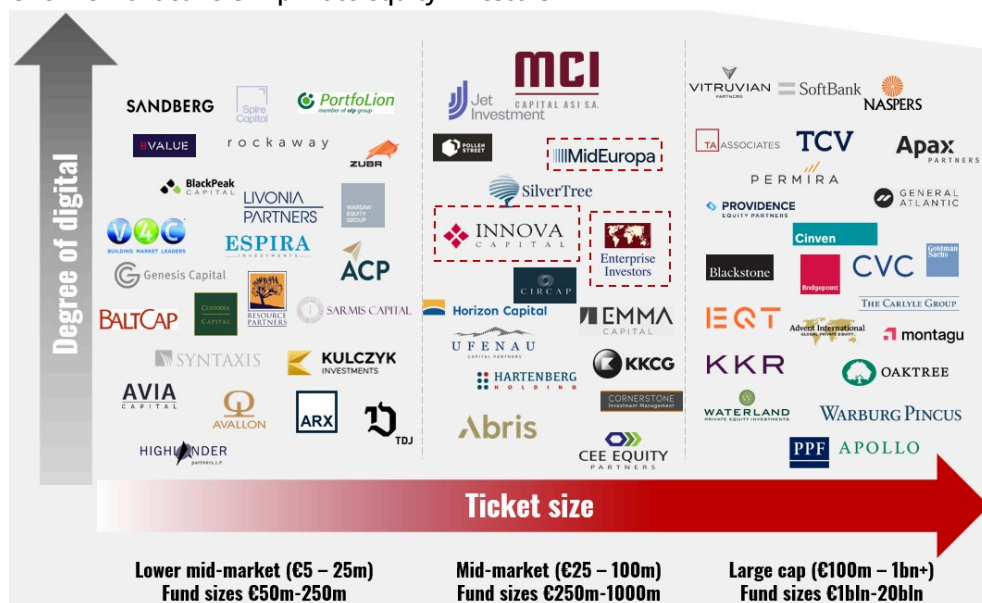 Degree of digital
SANDBERG
Spire
Capital
PortfoLion
member of otp group
BVALUE
rockaway
ZUBR
BlackPeak
CAPITAL
LIVONIA
PARTNERS
WARSAW
EQUITY
GROUP
V4C
BUILDING MARKET LEADERS
ESPIRA
INVESTMENTS
ACP
Genesis Capital
BALTCAP
CUSTODIA
CAPITAL
RESOURCE
PARTNERS
SARMIS CAPITAL
SYNTAXIS
KULCZYK
INVESTMENTS
AVIA
CAPITAL
AVALLON
ARX
TDJ
HIGHLANDER
partners, l.p.
MCI
CAPITAL ASI S.A.
Jet
Investment
POLLEN
STREET
MidEuropa
SilverTree
INNOVA
CAPITAL
Enterprise
Investors
CIRCAP
Horizon Capital
EMMA
CAPITAL
UFENAU
CAPITAL PARTNERS
KKCG
HARTENBERG
HOLDING
CORNERSTONE
Investment Management
Abris
CEE EQUITY
PARTNERS
VITRUVIAN
PARTNERS
SoftBank
NASPERS
TA ASSOCIATES
TCV
Apax
PARTNERS
PERMIRA
PROVIDENCE
EQUITY PARTNERS
GENERAL
ATLANTIC
Cinven
Blackstone
Bridgepoint
CVC
Goldman
Sachs
THE CARLYLE GROUP
EQT
Advent International
GLOBAL PRIVATE EQUITY
montagu
KKR
OAKTREE
WATERLAND
PRIVATE EQUITY INVESTMENTS
WARBURG PINCUS
PPF
APOLLO
Ticket size
Lower mid-market (€5 – 25m)
Fund sizes €50m-250m
Mid-market (€25 – 100m)
Fund sizes €250m-1000m
Large cap (€100m – 1bn+)
Fund sizes €1bln-20bln